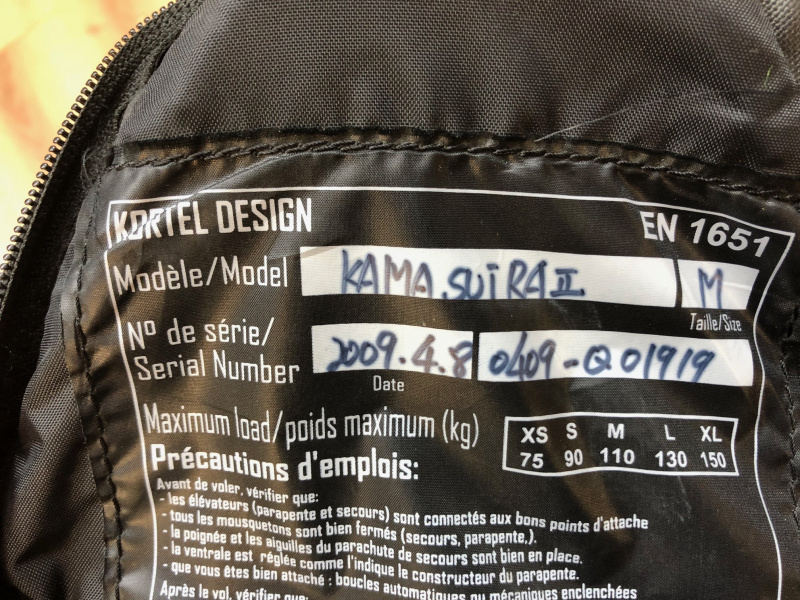 KORTEL DESIGN EN 1651
Modèle/Model KAMA SUTRA II M
Taille/Size
N° de série/ Serial Number 2009.4.8 0409-Q01919
Date
Maximum load/poids maximum (kg)
XS S M L XL
75 90 110 130 150
Précautions d'emplois:
Avant de voler, vérifier que:
- les élévateurs (parapente et secours) sont connectés aux bons points d'attache
- tous les mousquetons sont bien fermés (secours, parapente,).
- la poignée et les aiguilles du parachute de secours sont bien en place.
- la ventrale est réglée comme l'indique le constructeur du parapente.
- que vous êtes bien attaché : boucles automatiques ou mécaniques enclenchées
Après le vol, vérifier que: